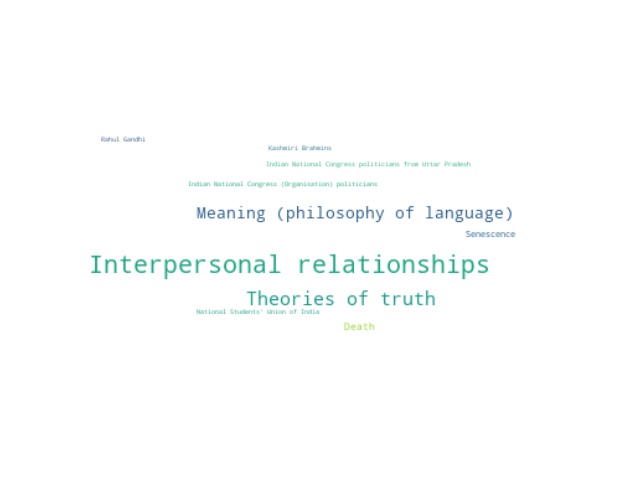 Rahul Gandhi
Kashmiri Brahmins
Indian National Congress politicians from Uttar Pradesh
Indian National Congress (Organisation) politicians
Meaning (philosophy of language)
Senescence
Interpersonal relationships
Theories of truth
National Students' Union of India
Death